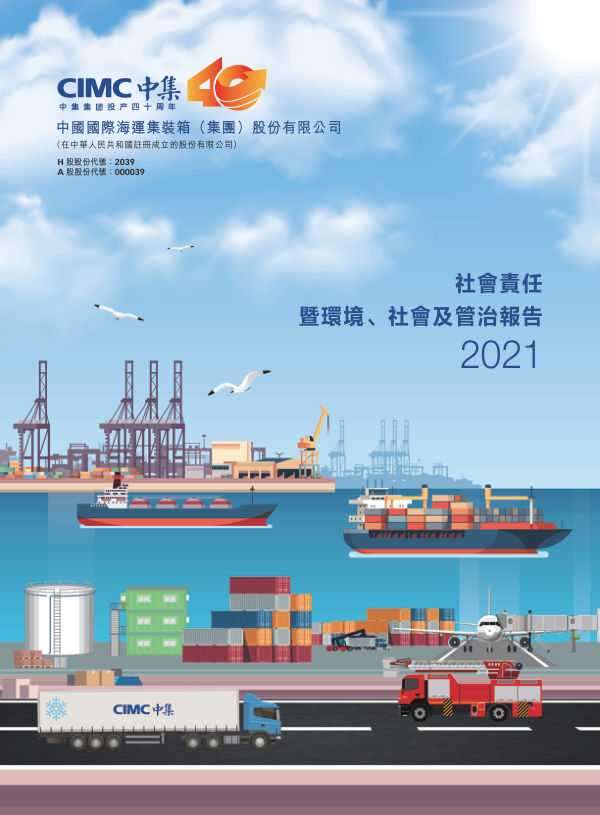 CIMC 中集 40
中集集团投产四十周年
中國國際海運集裝箱（集團）股份有限公司
（在中華人民共和國註冊成立的股份有限公司）
H 股股份代號：2039
A 股股份代號：000039
社會責任
暨環境、社會及管治報告
2021
CIMC 中集